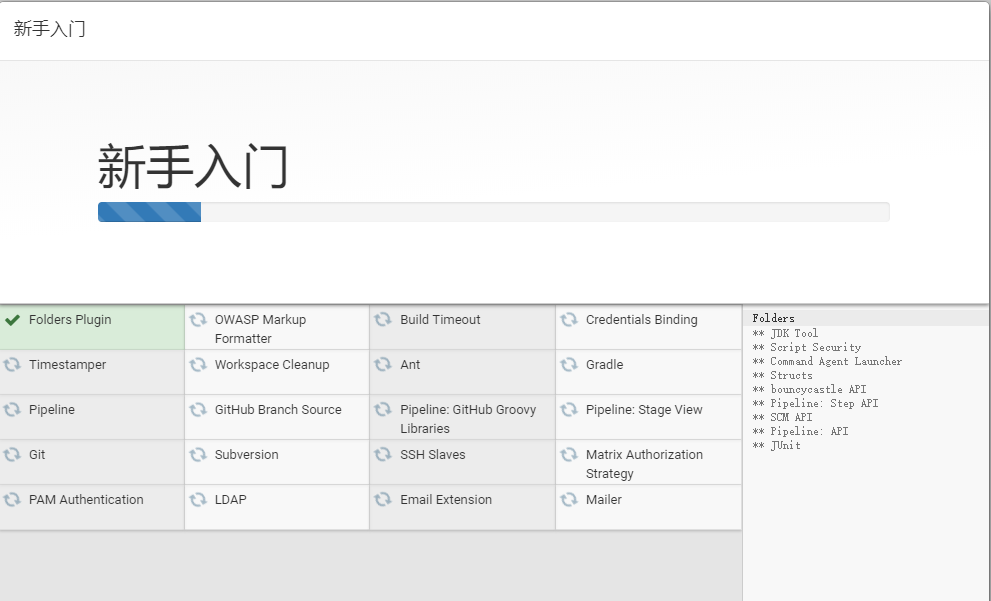 新手入门
新手入门
Folders Plugin
OWASP Markup
Formatter
Build Timeout
Credentials Binding
Timestamper
Workspace Cleanup
Ant
Gradle
Pipeline
GitHub Branch Source
Pipeline: GitHub Groovy
Libraries
Pipeline: Stage View
Git
Subversion
SSH Slaves
Matrix Authorization
Strategy
PAM Authentication
LDAP
Email Extension
Mailer
Folders
** JDK Tool
** Script Security
** Command Agent Launcher
** Structs
** bouncycastle API
** Pipeline: Step API
** SCM API
** Pipeline: API
** JUnit